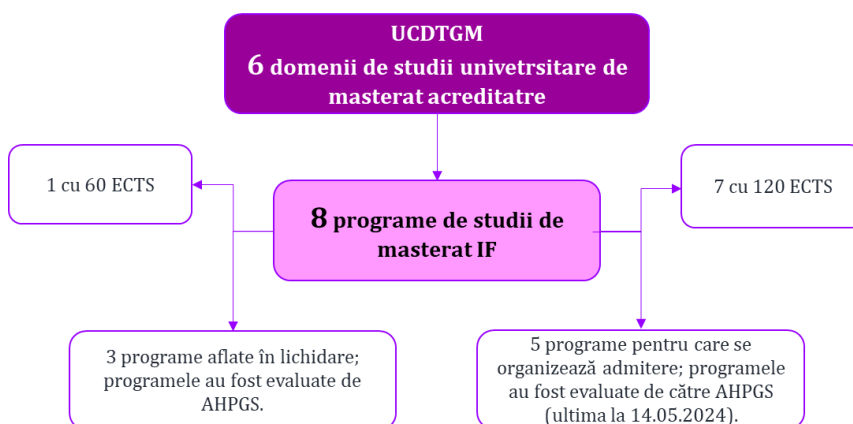 UCDTGM
6 domenii de studii univetrsitare de
masterat acreditatre
1 cu 60 ECTS
7 cu 120 ECTS
8 programe de studii de
masterat IF
3 programe aflate în lichidare;
programele au fost evaluate de
AHPGS.
5 programe pentru care se
organizează admitere; programele
au fost evaluate de către AHPGS
(ultima la 14.05.2024).